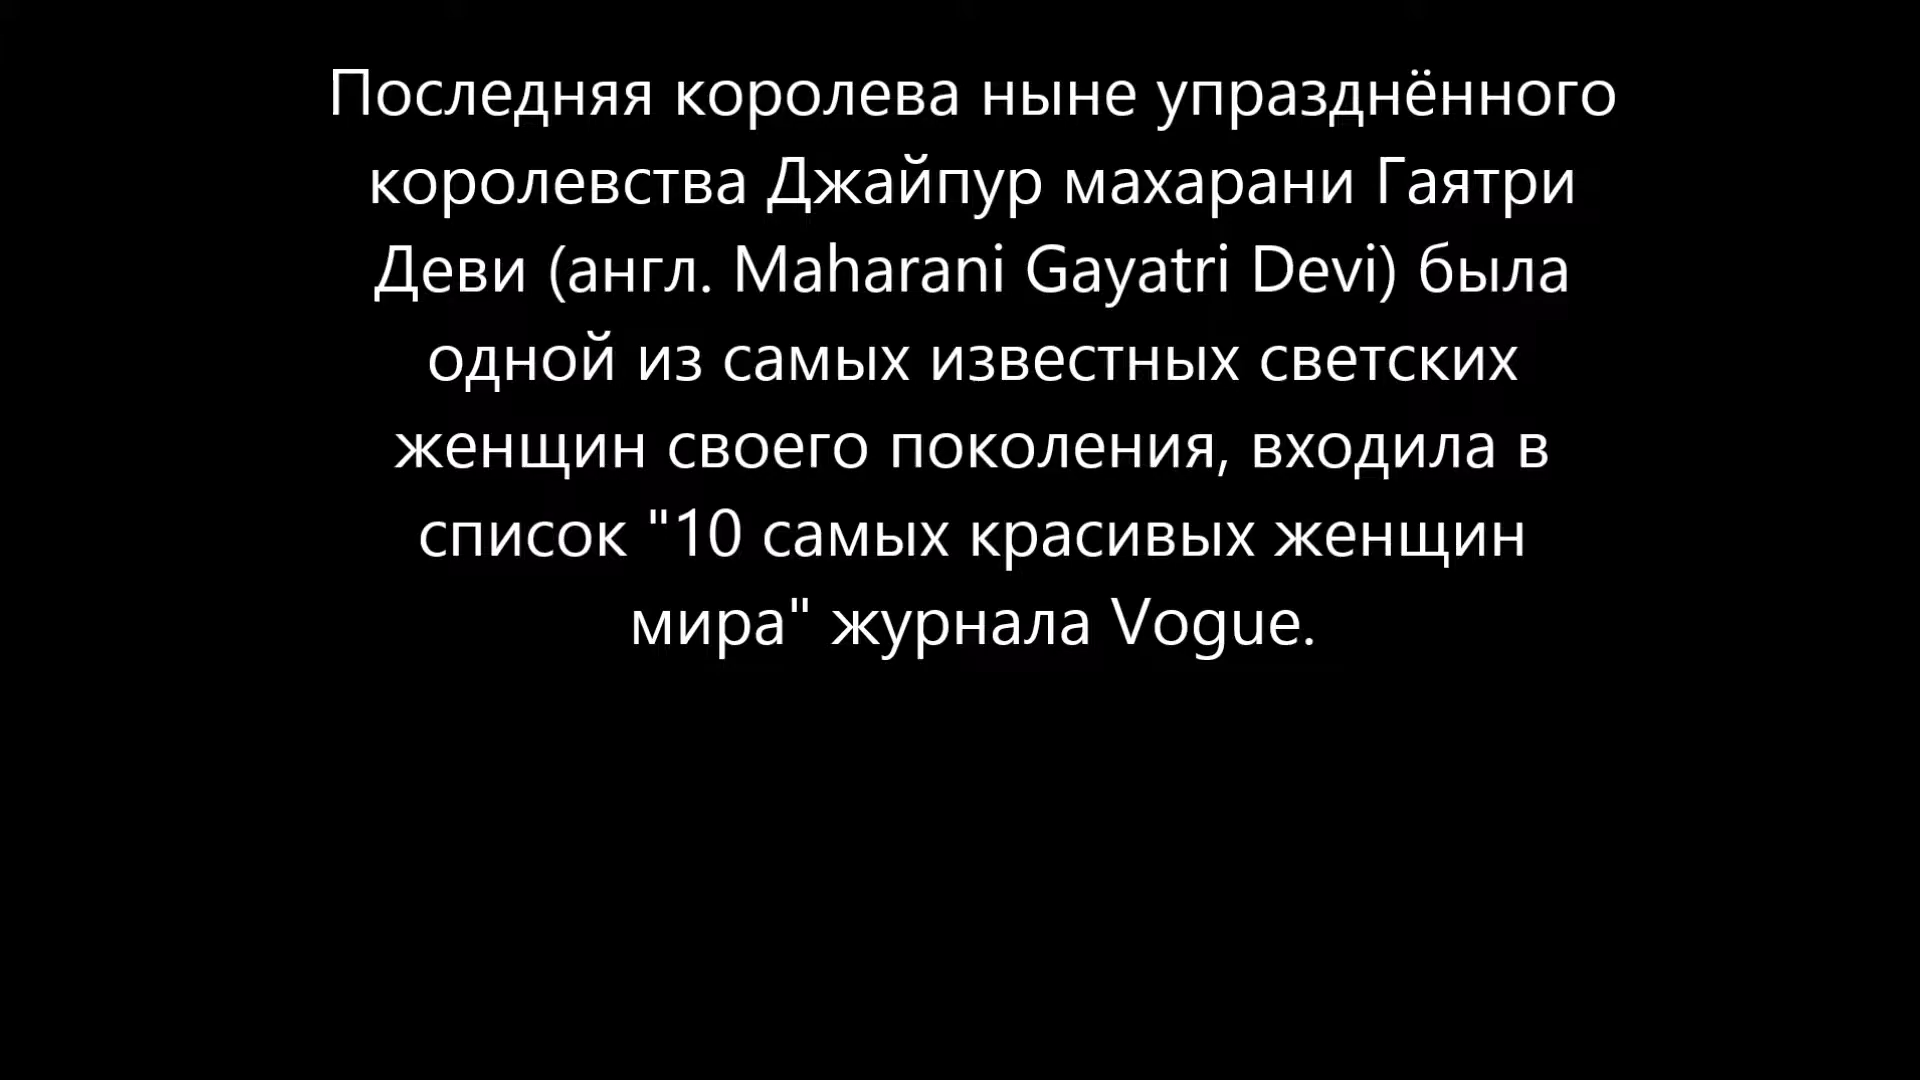 Последняя королева ныне упразднённого
королевства Джайпур махарани Гаятри
Деви (англ. Maharani Gayatri Devi) была
одной из самых известных светских
женщин своего поколения, входила в
список "10 самых красивых женщин
мира" журнала Vogue.